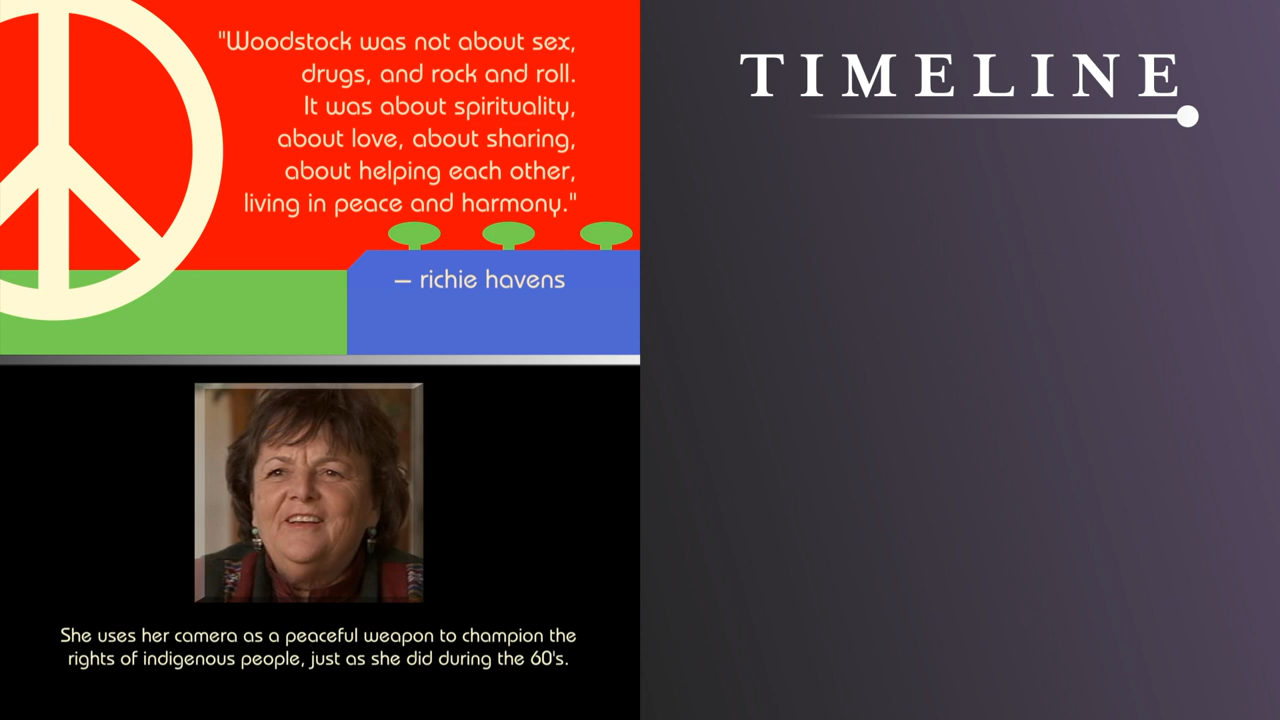 "Woodstock was not about sex,
drugs, and rock and roll.
It was about spirituality,
about love, about sharing,
about helping each other,
living in peace and harmony."
— richie havens
She uses her camera as a peaceful weapon to champion the
rights of indigenous people, just as she did during the 60's.
TIMELINE